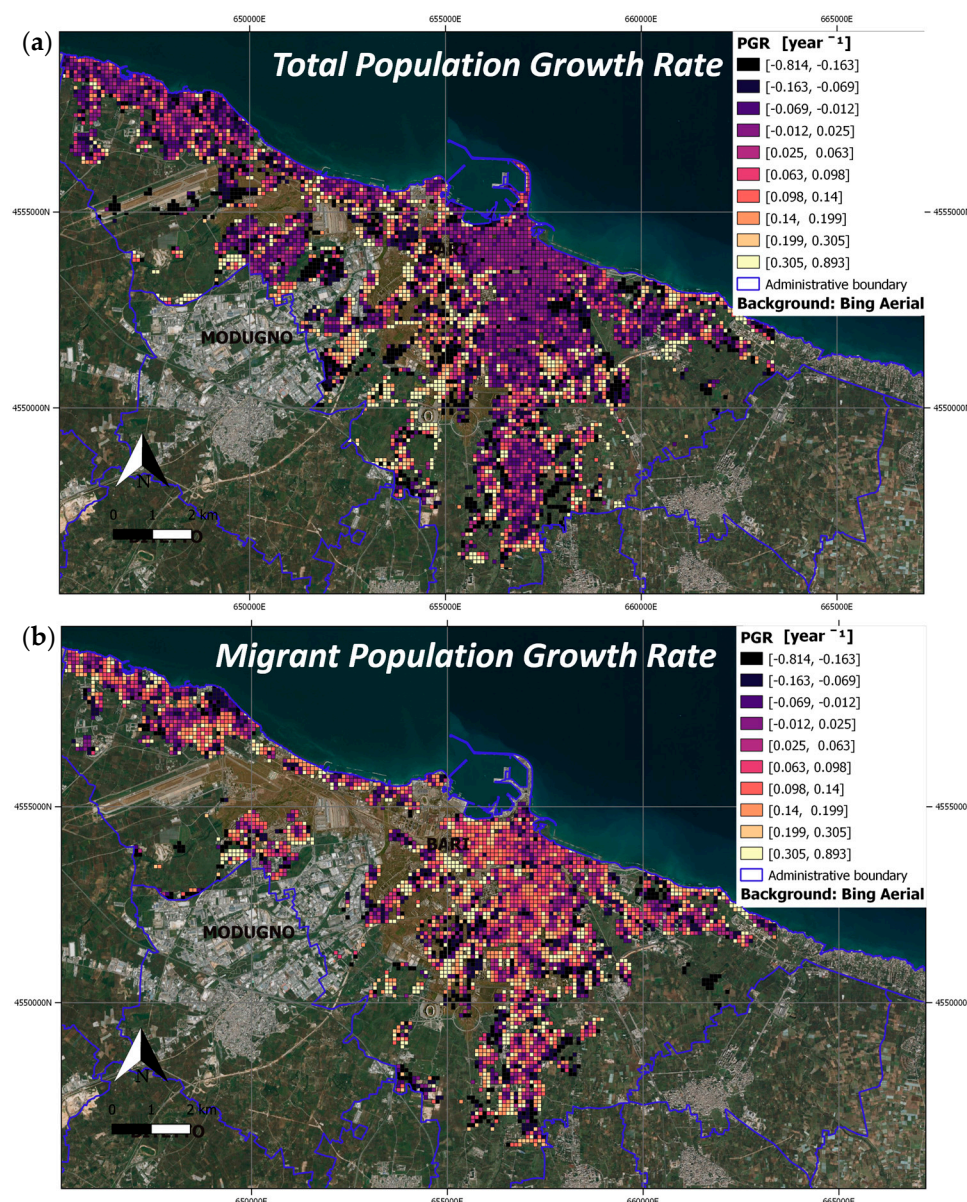 650000E 655000E 660000E 665000E
(a)
Total Population Growth Rate
PGR [year ⁻¹]
[-0.814, -0.163]
[-0.163, -0.069]
[-0.069, -0.012]
[-0.012, 0.025]
[0.025, 0.063]
[0.063, 0.098]
[0.098, 0.14]
[0.14, 0.199]
[0.199, 0.305]
[0.305, 0.893]
Administrative boundary
Background: Bing Aerial
4555000N
BARI
MODUGNO
4550000N
N
0 1 2 km
650000E 655000E 660000E 665000E
(b)
Migrant Population Growth Rate
PGR [year ⁻¹]
[-0.814, -0.163]
[-0.163, -0.069]
[-0.069, -0.012]
[-0.012, 0.025]
[0.025, 0.063]
[0.063, 0.098]
[0.098, 0.14]
[0.14, 0.199]
[0.199, 0.305]
[0.305, 0.893]
Administrative boundary
Background: Bing Aerial
4555000N
BARI
MODUGNO
4550000N 4550000N
N
0 1 2 km
650000E 655000E 660000E 665000E